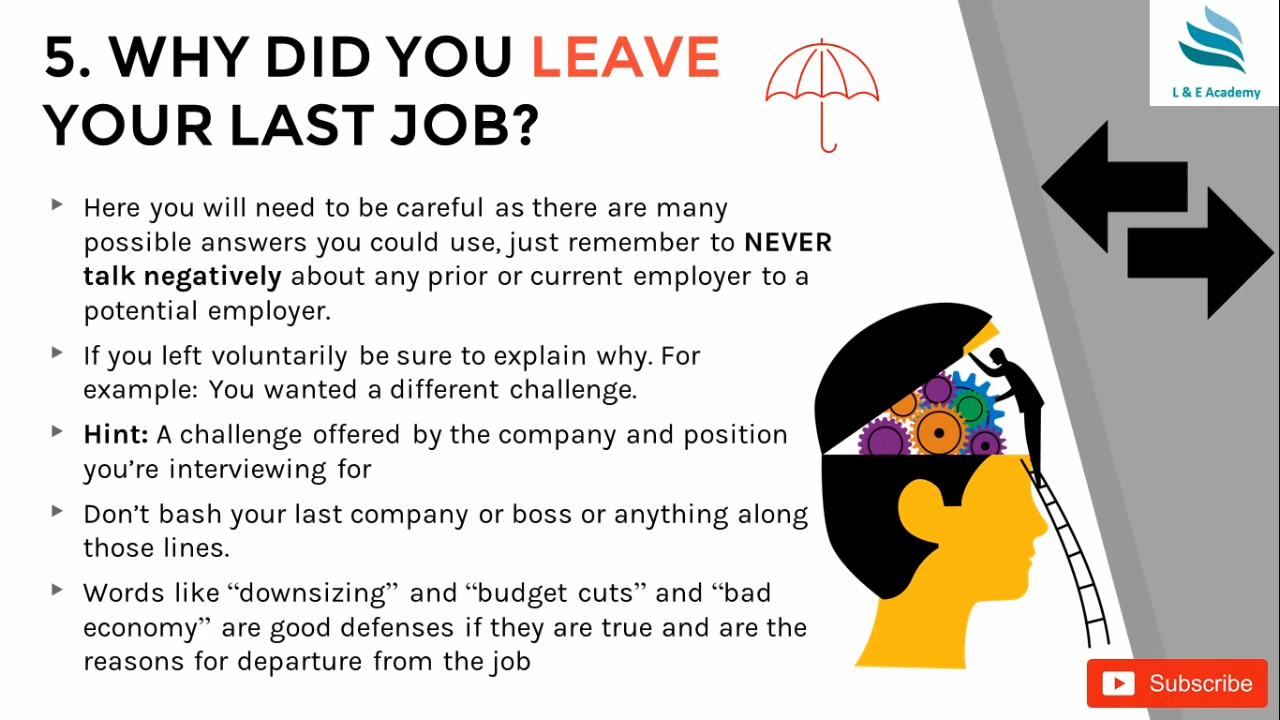 5. WHY DID YOU LEAVE
YOUR LAST JOB?
L & E Academy
Here you will need to be careful as there are many
possible answers you could use, just remember to NEVER
talk negatively about any prior or current employer to a
potential employer.
If you left voluntarily be sure to explain why. For
example: You wanted a different challenge.
Hint: A challenge offered by the company and position
you’re interviewing for
Don’t bash your last company or boss or anything along
those lines.
Words like “downsizing” and “budget cuts” and “bad
economy” are good defenses if they are true and are the
reasons for departure from the job
Subscribe